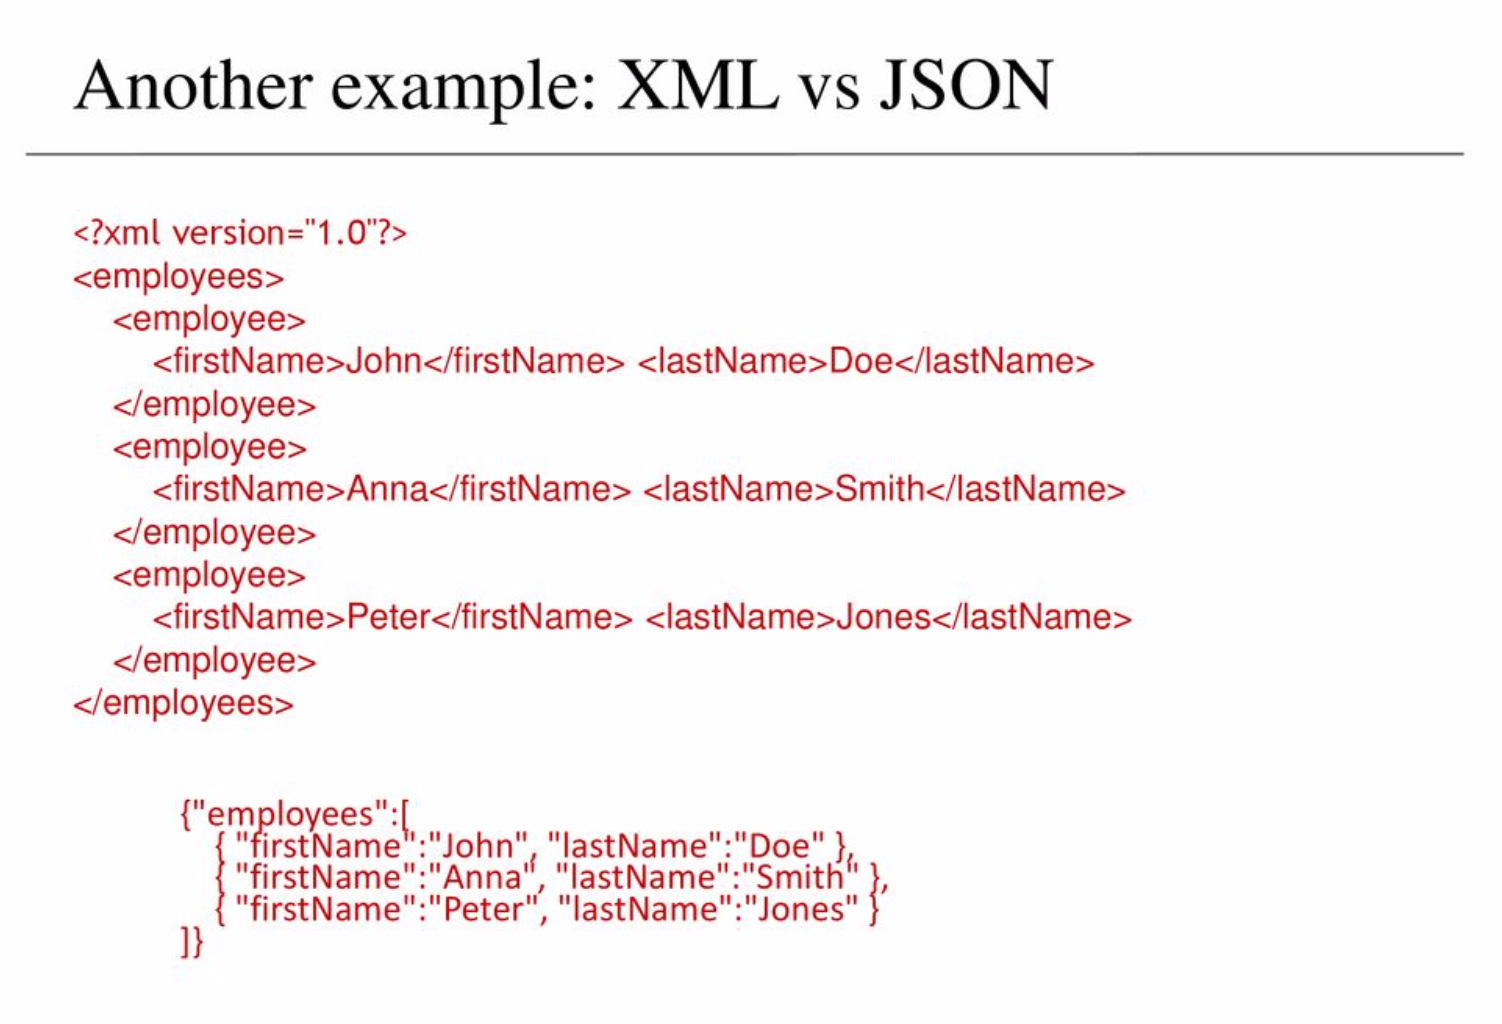 Another example: XML vs JSON
<?xml version="1.0"?>
<employees>
<employee>
<firstName>John</firstName> <lastName>Doe</lastName>
</employee>
<employee>
<firstName>Anna</firstName> <lastName>Smith</lastName>
</employee>
<employee>
<firstName>Peter</firstName> <lastName>Jones</lastName>
</employee>
</employees>
{"employees":[
{ "firstName":"John", "lastName":"Doe" },
{ "firstName":"Anna", "lastName":"Smith" },
{ "firstName":"Peter", "lastName":"Jones" }
]}